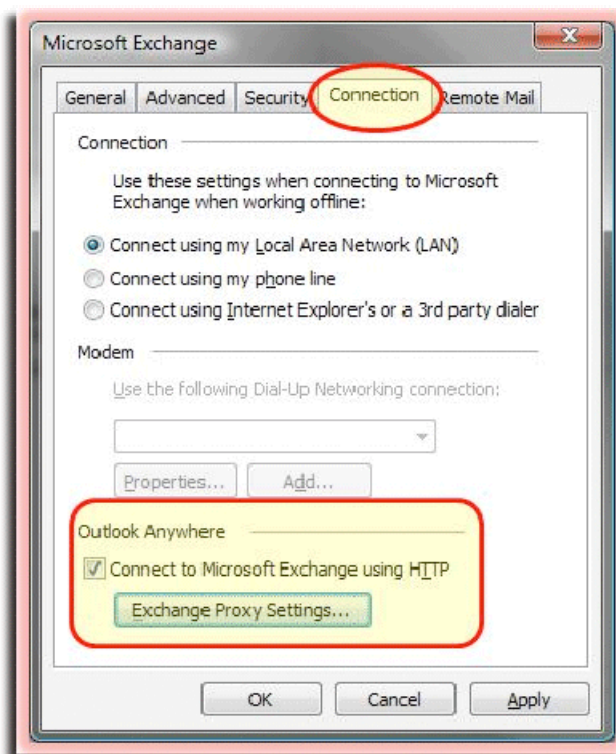 Microsoft Exchange
General Advanced Security Connection Remote Mail
Connection
Use these settings when connecting to Microsoft
Exchange when working offline:
Connect using my Local Area Network (LAN)
Connect using my phone line
Connect using Internet Explorer's or a 3rd party dialer
Modem
Use the following Dial-Up Networking connection:
Properties... Add...
Outlook Anywhere
Connect to Microsoft Exchange using HTTP
Exchange Proxy Settings...
OK Cancel Apply